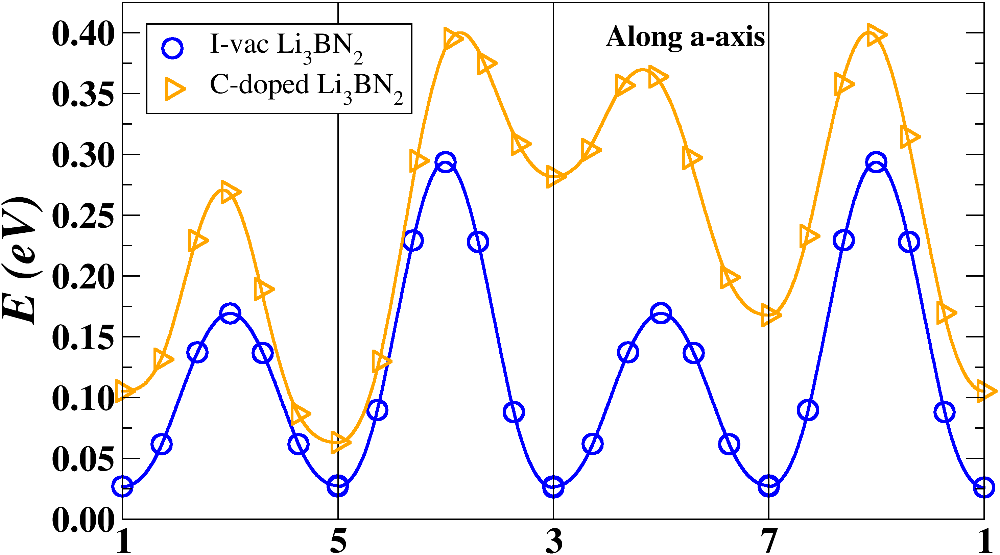 E (eV)
0.40
0.35
0.30
0.25
0.20
0.15
0.10
0.05
0.00
I-vac Li₃BN₂
C-doped Li₃BN₂
Along a-axis
1 5 3 7 1